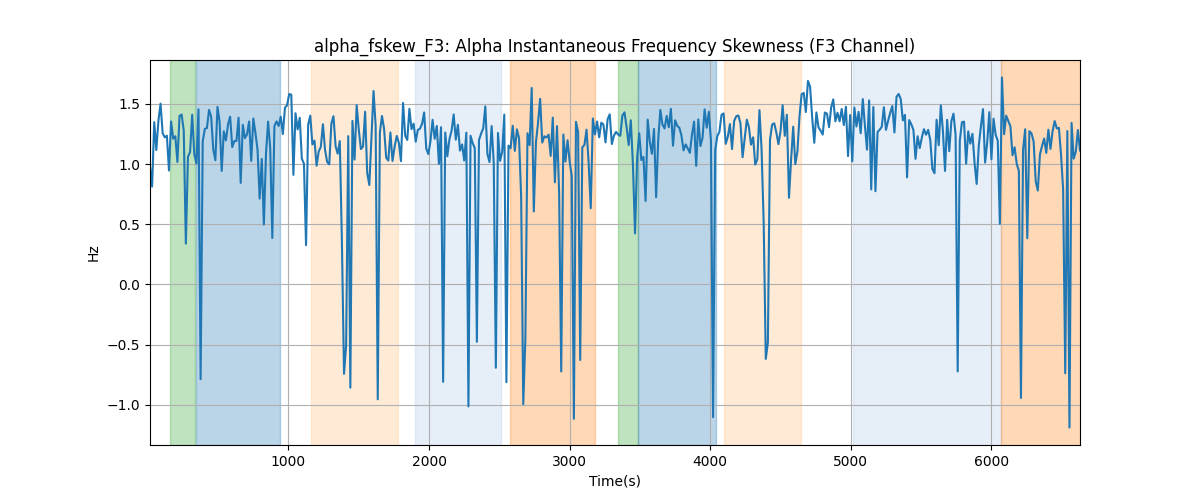 alpha_fskew_F3: Alpha Instantaneous Frequency Skewness (F3 Channel)
1.5
1.0
0.5
0.0
−0.5
−1.0
Hz
1000 2000 3000 4000 5000 6000
Time(s)